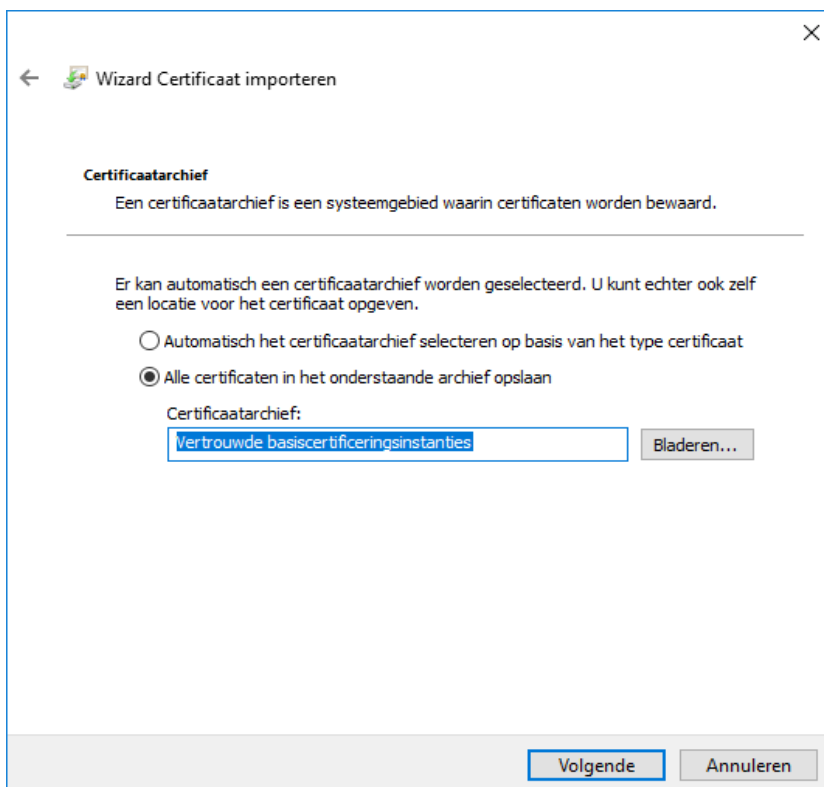 Wizard Certificaat importeren
Certificaatarchief
Een certificaatarchief is een systeemgebied waarin certificaten worden bewaard.
Er kan automatisch een certificaatarchief worden geselecteerd. U kunt echter ook zelf
een locatie voor het certificaat opgeven.
Automatisch het certificaatarchief selecteren op basis van het type certificaat
Alle certificaten in het onderstaande archief opslaan
Certificaatarchief:
Vertrouwde basiscertificeringsinstanties
Bladeren...
Volgende
Annuleren